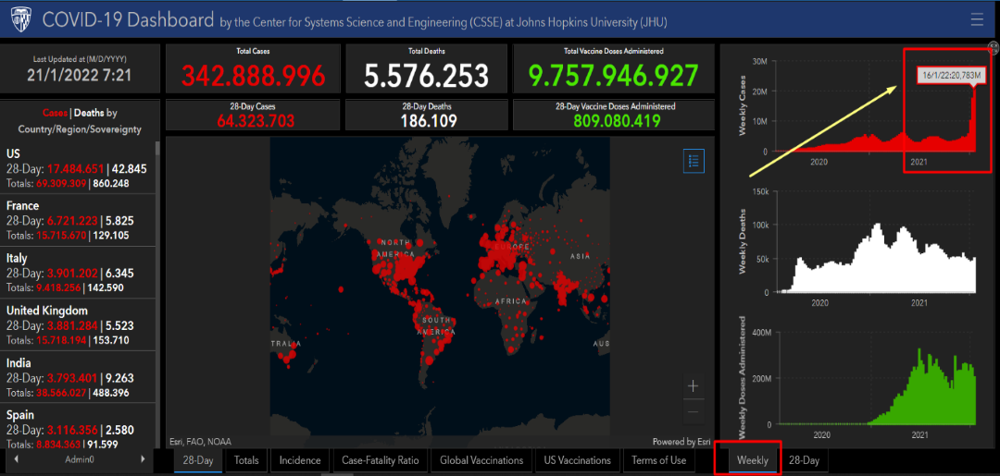 COVID-19 Dashboard by the Center for Systems Science and Engineering (CSSE) at Johns Hopkins University (JHU)
Last Updated at (M/D/YYYY)
21/1/2022 7:21
Cases | Deaths by
Country/Region/Sovereignty
US
28-Day: 17.484.651 | 42.845
Totals: 69.309.309 | 860.248
France
28-Day: 6.721.223 | 5.825
Totals: 15.715.670 | 129.105
Italy
28-Day: 3.901.202 | 6.345
Totals: 9.418.256 | 142.590
United Kingdom
28-Day: 3.881.284 | 5.523
Totals: 15.718.194 | 153.710
India
28-Day: 3.793.401 | 9.263
Totals: 38.566.027 | 488.396
Spain
28-Day: 3.116.356 | 2.580
Totals: 8.834.363 | 91.599
Admin0
Total Cases
342.888.996
Total Deaths
5.576.253
Total Vaccine Doses Administered
9.757.946.927
28-Day Cases
64.323.703
28-Day Deaths
186.109
28-Day Vaccine Doses Administered
809.080.419
NORTH
AMERICA
EUROPE
ASIA
AFRICA
SOUTH
AMERICA
TRALIA
AUS
+
Esri, FAO, NOAA
Powered by Esri
28-Day
Totals
Incidence
Case-Fatality Ratio
Global Vaccinations
US Vaccinations
Terms of Use
Weekly Cases
30M
20M
10M
0
2020
2021
16/1/22:20,783M
Weekly Deaths
150k
100k
50k
0
2020
2021
Weekly Doses Administered
400M
200M
0
2020
2021
Weekly
28-Day